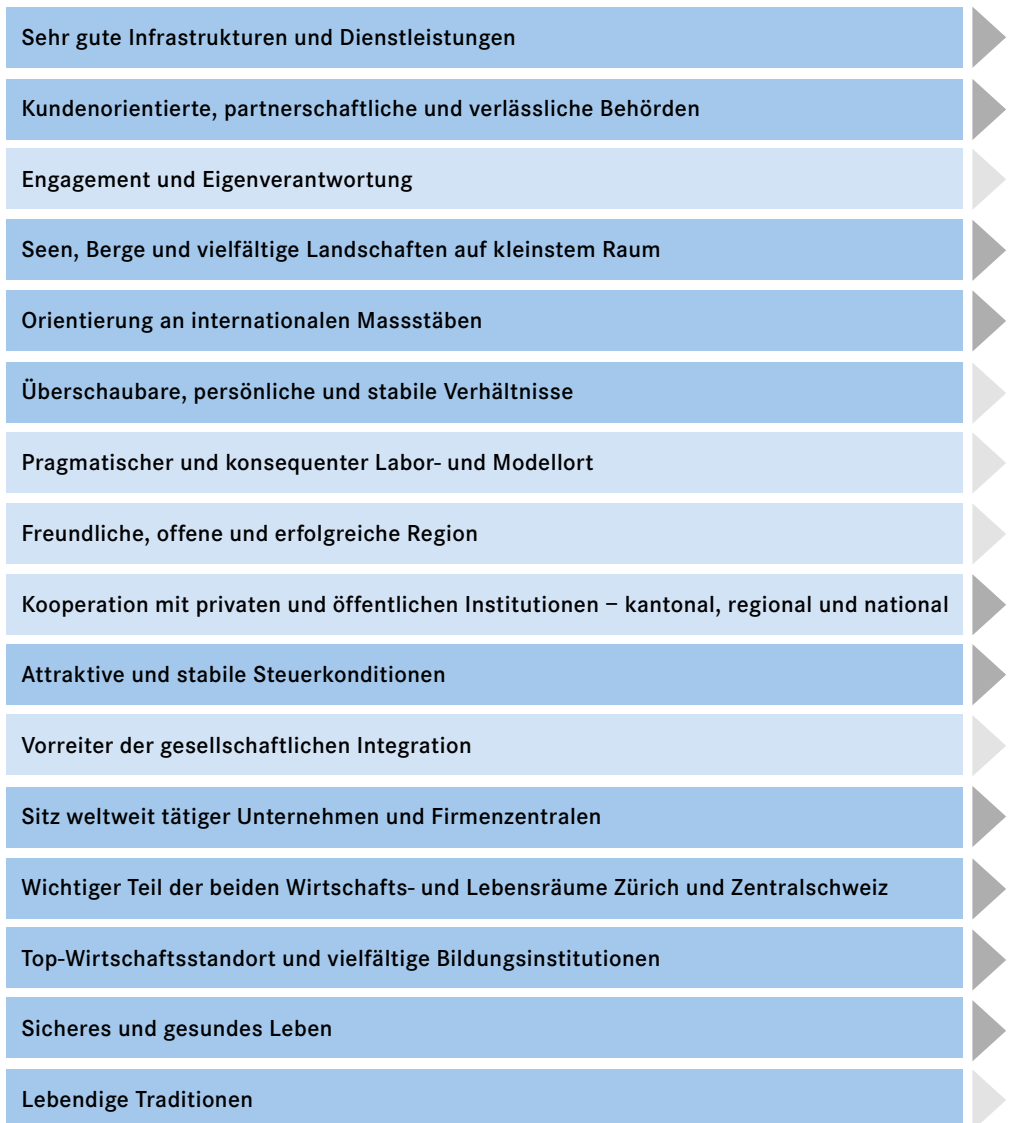 Sehr gute Infrastrukturen und Dienstleistungen
Kundenorientierte, partnerschaftliche und verlässliche Behörden
Engagement und Eigenverantwortung
Seen, Berge und vielfältige Landschaften auf kleinstem Raum
Orientierung an internationalen Massstäben
Überschaubare, persönliche und stabile Verhältnisse
Pragmatischer und konsequenter Labor- und Modellort
Freundliche, offene und erfolgreiche Region
Kooperation mit privaten und öffentlichen Institutionen – kantonal, regional und national
Attraktive und stabile Steuerkonditionen
Vorreiter der gesellschaftlichen Integration
Sitz weltweit tätiger Unternehmen und Firmenzentralen
Wichtiger Teil der beiden Wirtschafts- und Lebensräume Zürich und Zentralschweiz
Top-Wirtschaftsstandort und vielfältige Bildungsinstitutionen
Sicheres und gesundes Leben
Lebendige Traditionen